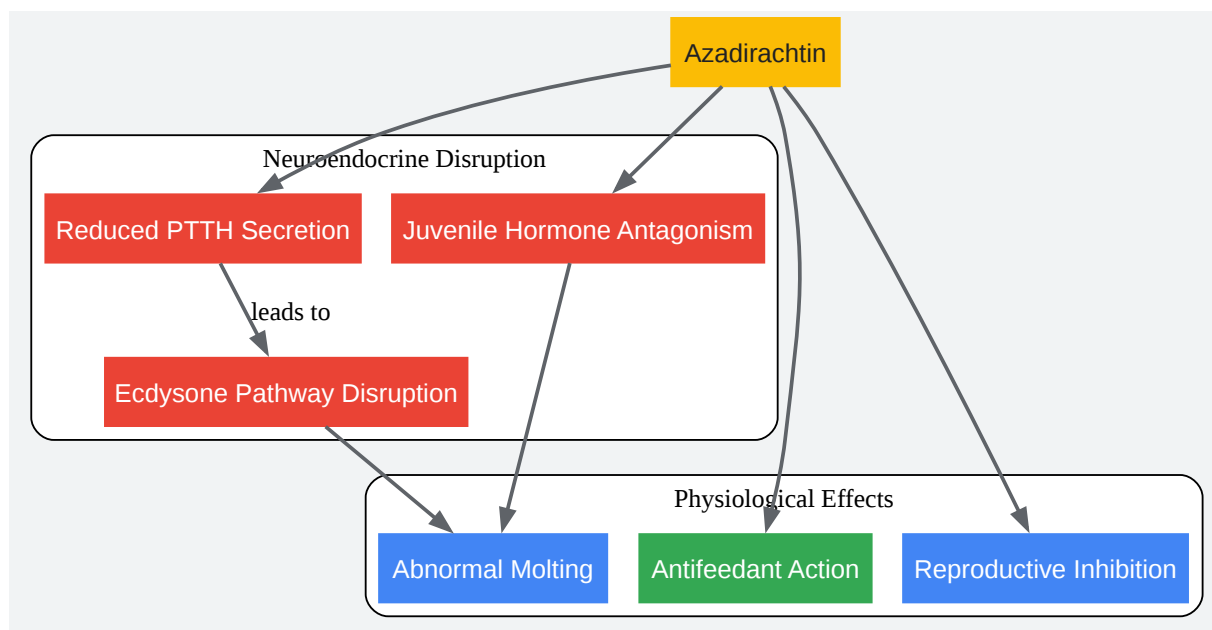 Azadirachtin
Neuroendocrine Disruption
Reduced PTTH Secretion
Juvenile Hormone Antagonism
leads to
Ecdysone Pathway Disruption
Physiological Effects
Abnormal Molting
Antifeedant Action
Reproductive Inhibition